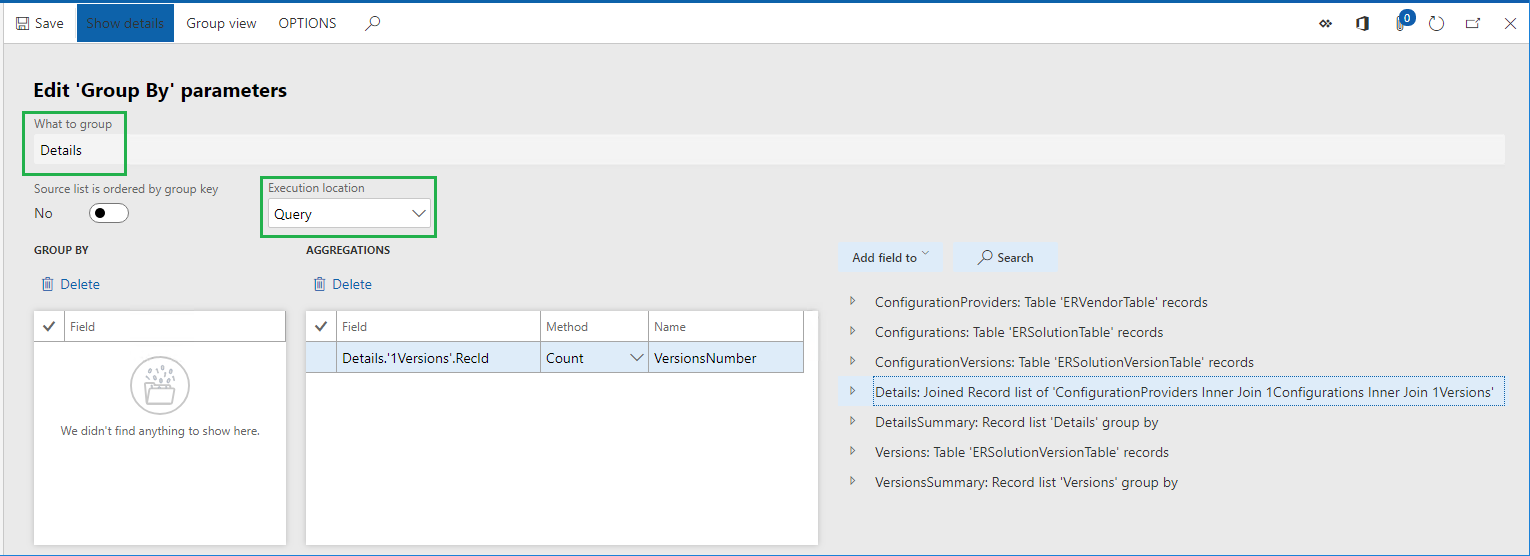 Save Show details Group view OPTIONS 0
Edit 'Group By' parameters
What to group
Details
Source list is ordered by group key Execution location
No Query
GROUP BY AGGREGATIONS
Add field to Search
Delete Delete
ConfigurationProviders: Table 'ERVendorTable' records
Field Field Method Name
Configurations: Table 'ERSolutionTable' records
Details.'1Versions'.RecId Count VersionsNumber
ConfigurationVersions: Table 'ERSolutionVersionTable' records
Details: Joined Record list of 'ConfigurationProviders Inner Join 1Configurations Inner Join 1Versions'
We didn't find anything to show here.
DetailsSummary: Record list 'Details' group by
Versions: Table 'ERSolutionVersionTable' records
VersionsSummary: Record list 'Versions' group by